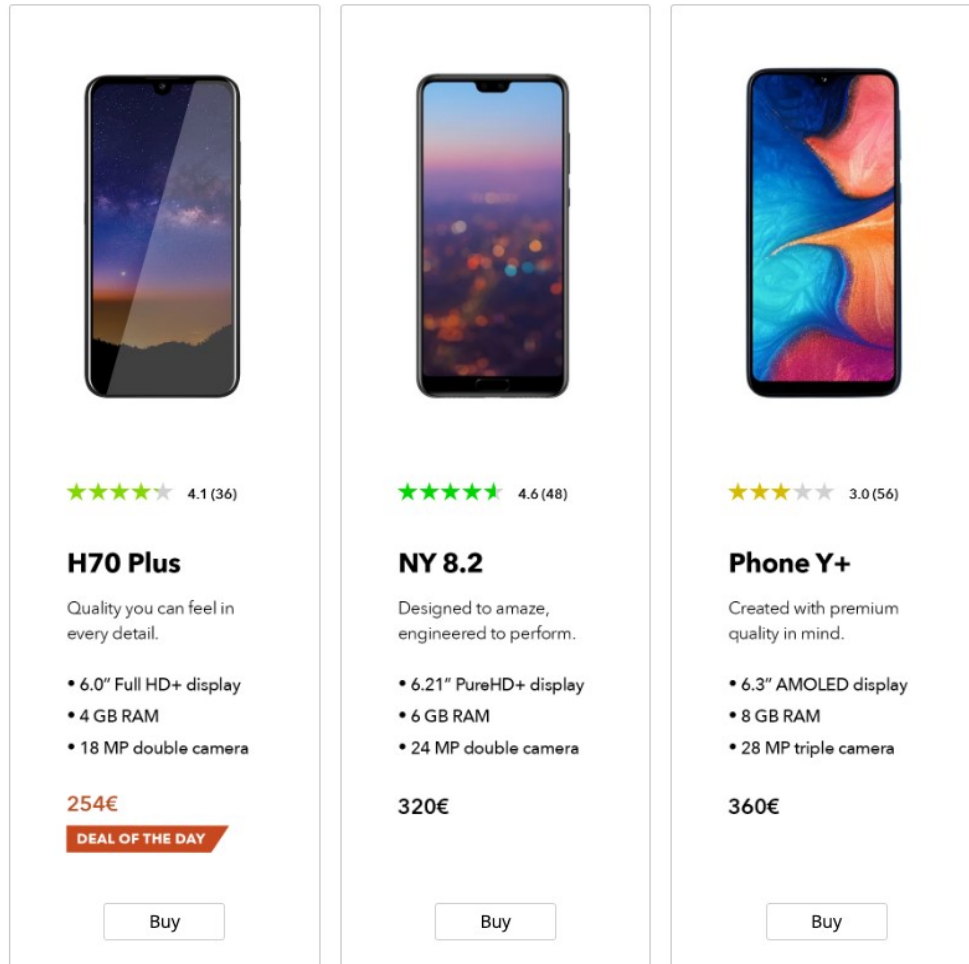 4.1 (36)
H70 Plus
Quality you can feel in
every detail.
• 6.0” Full HD+ display
• 4 GB RAM
• 18 MP double camera
254€
DEAL OF THE DAY
Buy
4.6 (48)
NY 8.2
Designed to amaze,
engineered to perform.
• 6.21” PureHD+ display
• 6 GB RAM
• 24 MP double camera
320€
Buy
3.0 (56)
Phone Y+
Created with premium
quality in mind.
• 6.3” AMOLED display
• 8 GB RAM
• 28 MP triple camera
360€
Buy